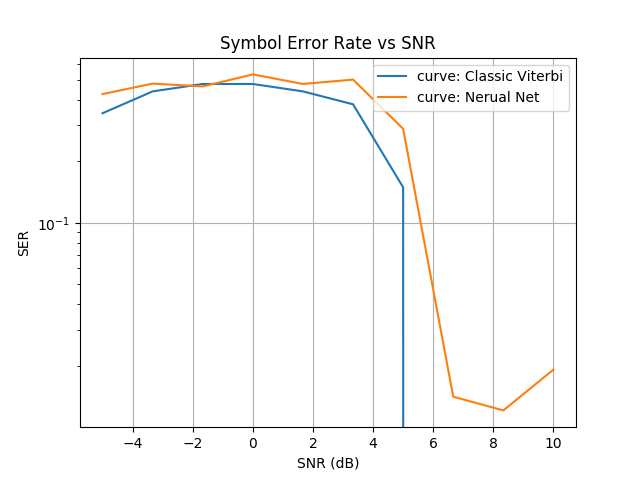 Symbol Error Rate vs SNR
curve: Classic Viterbi
curve: Nerual Net
10⁻¹
SER
−4 −2 0 2 4 6 8 10
SNR (dB)